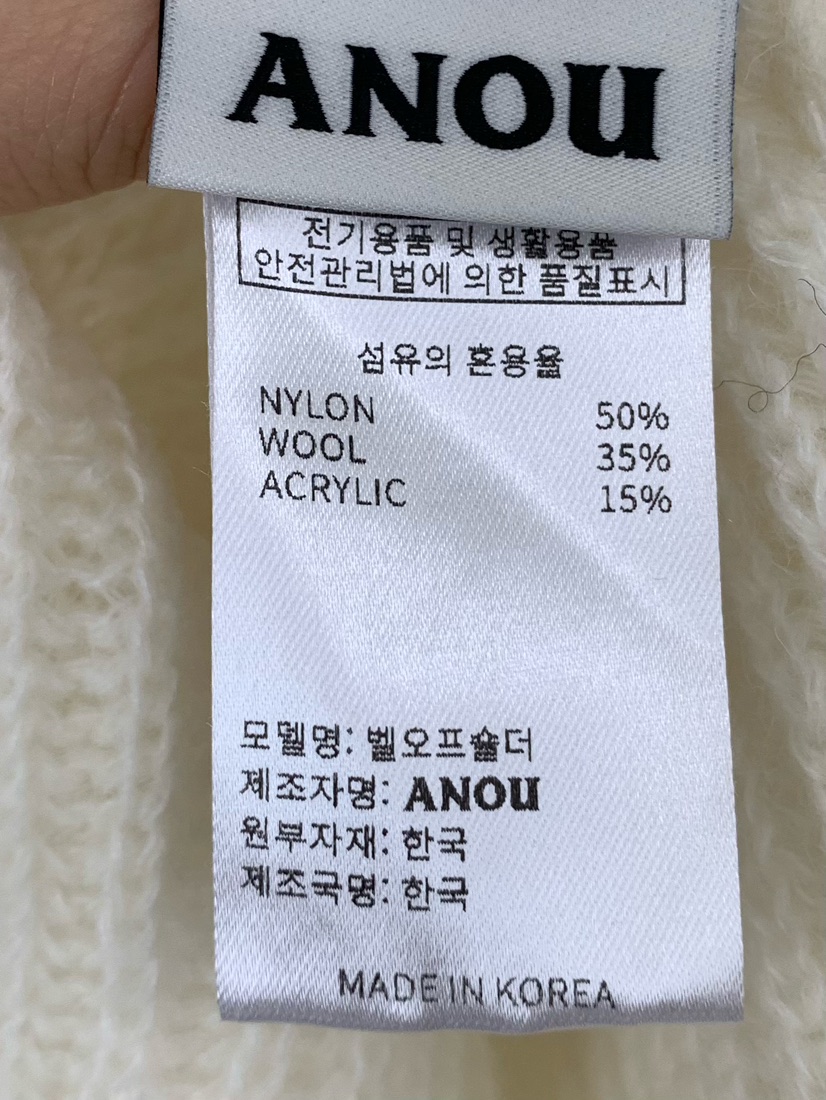 ANOU
전기용품 및 생활용품
안전관리법에 의한 품질표시
섬유의 혼용율
NYLON 50%
WOOL 35%
ACRYLIC 15%
모델명: 벨오프숄더
제조자명: ANOU
원부자재: 한국
제조국명: 한국
MADE IN KOREA